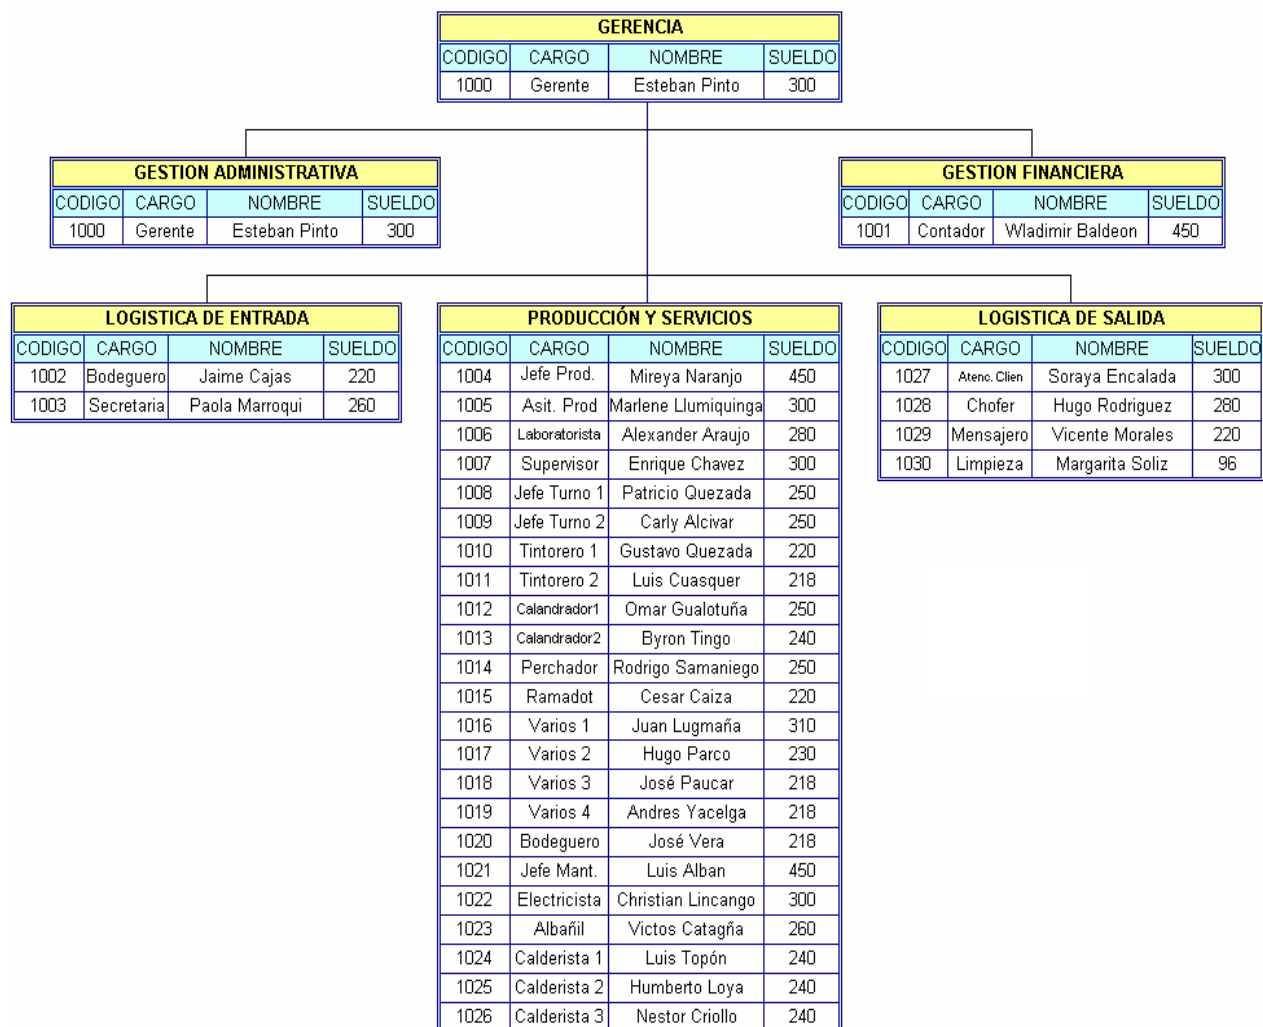 GERENCIA
CODIGO CARGO NOMBRE SUELDO
1000 Gerente Esteban Pinto 300
GESTION ADMINISTRATIVA
CODIGO CARGO NOMBRE SUELDO
1000 Gerente Esteban Pinto 300
GESTION FINANCIERA
CODIGO CARGO NOMBRE SUELDO
1001 Contador Wladimir Baldeon 450
LOGISTICA DE ENTRADA
CODIGO CARGO NOMBRE SUELDO
1002 Bodeguero Jaime Cajas 220
1003 Secretaria Paola Marroqui 260
PRODUCCIÓN Y SERVICIOS
CODIGO CARGO NOMBRE SUELDO
1004 Jefe Prod. Mireya Naranjo 450
1005 Asit. Prod Marlene Llumiquinga 300
1006 Laboratorista Alexander Araujo 280
1007 Supervisor Enrique Chavez 300
1008 Jefe Turno 1 Patricio Quezada 250
1009 Jefe Turno 2 Carly Alcivar 250
1010 Tintorero 1 Gustavo Quezada 220
1011 Tintorero 2 Luis Cuasquer 218
1012 Calandrador1 Omar Gualotuña 250
1013 Calandrador2 Byron Tingo 240
1014 Perchador Rodrigo Samaniego 250
1015 Ramadot Cesar Caiza 220
1016 Varios 1 Juan Lugmaña 310
1017 Varios 2 Hugo Parco 230
1018 Varios 3 José Paucar 218
1019 Varios 4 Andres Yacelga 218
1020 Bodeguero José Vera 218
1021 Jefe Mant. Luis Alban 450
1022 Electricista Christian Lincango 300
1023 Albañil Victos Catagña 260
1024 Calderista 1 Luis Topón 240
1025 Calderista 2 Humberto Loya 240
1026 Calderista 3 Nestor Criollo 240
LOGISTICA DE SALIDA
CODIGO CARGO NOMBRE SUELDO
1027 Atenc. Clien Soraya Encalada 300
1028 Chofer Hugo Rodriguez 280
1029 Mensajero Vicente Morales 220
1030 Limpieza Margarita Soliz 96